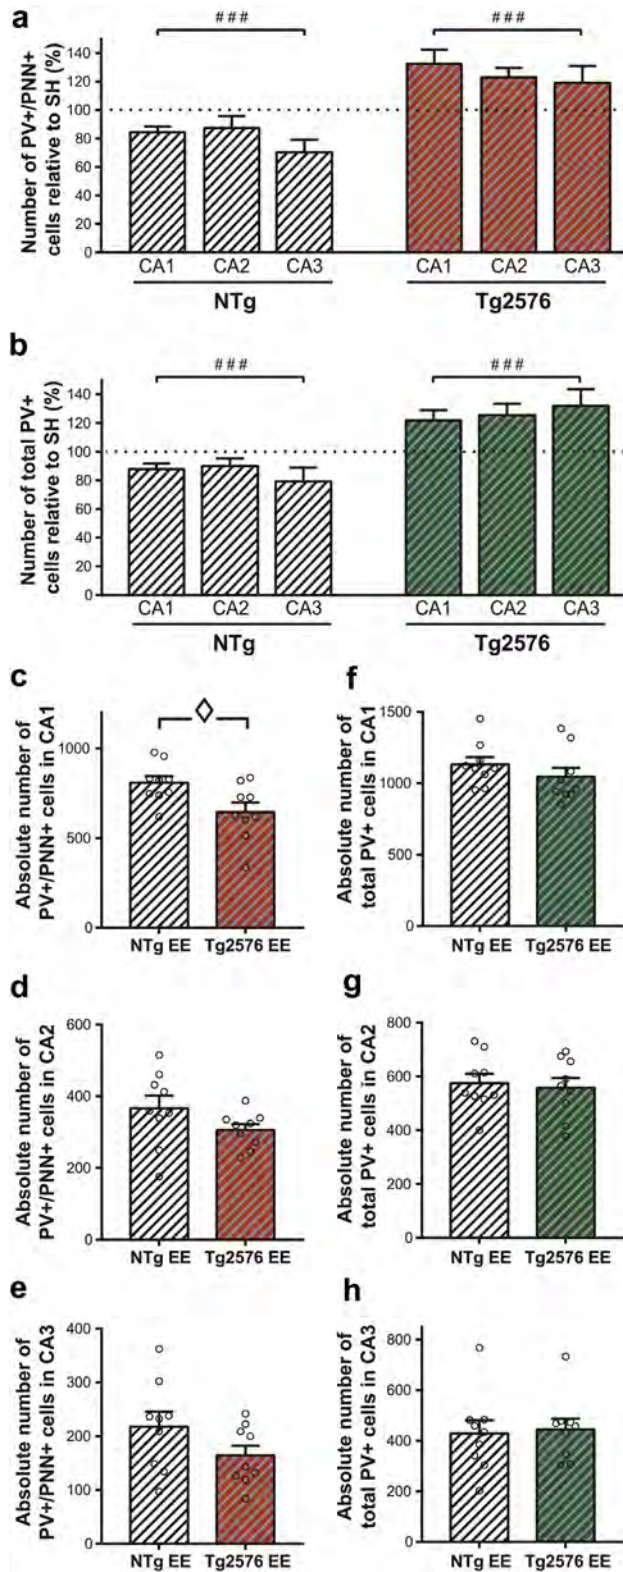 a
# # #
# # #
Number of PV+/PNN+
cells relative to SH (%)
140
120
100
80
60
40
20
0
CA1 CA2 CA3 CA1 CA2 CA3
NTg Tg2576
b
# # #
# # #
Number of total PV+
cells relative to SH (%)
140
120
100
80
60
40
20
0
CA1 CA2 CA3 CA1 CA2 CA3
NTg Tg2576
c
Absolute number of
PV+/PNN+ cells in CA1
1000
500
0
NTg EE Tg2576 EE
f
Absolute number of
total PV+ cells in CA1
1500
1000
500
0
NTg EE Tg2576 EE
d
Absolute number of
PV+/PNN+ cells in CA2
600
400
200
0
NTg EE Tg2576 EE
g
Absolute number of
total PV+ cells in CA2
800
600
400
200
0
NTg EE Tg2576 EE
e
Absolute number of
PV+/PNN+ cells in CA3
400
300
200
100
0
NTg EE Tg2576 EE
h
Absolute number of
total PV+ cells in CA3
800
600
400
200
0
NTg EE Tg2576 EE